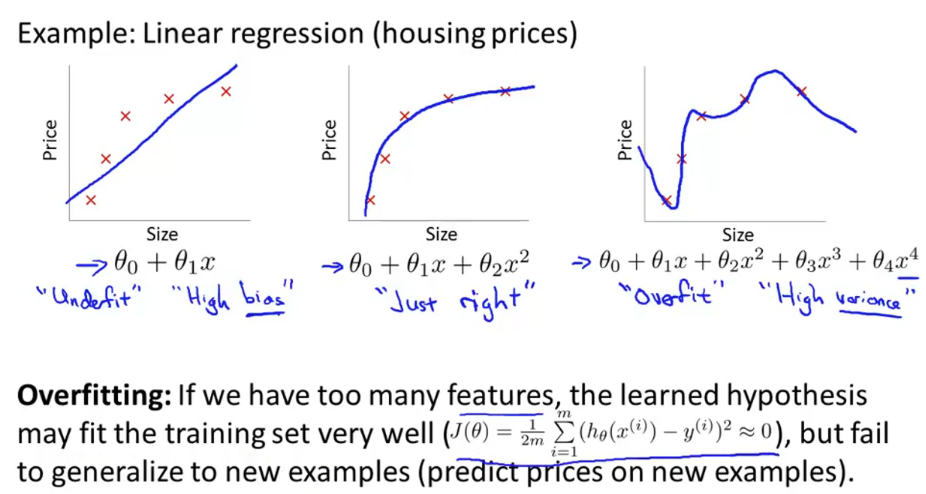 Example: Linear regression (housing prices)
Price
Size
Price
Size
Price
Size
→ θ₀ + θ₁x
→ θ₀ + θ₁x + θ₂x²
→ θ₀ + θ₁x + θ₂x² + θ₃x³ + θ₄x⁴
"Underfit" "High bias"
"Just right"
"Overfit" "High variance"
Overfitting: If we have too many features, the learned hypothesis
may fit the training set very well (J(θ) = 1/2m ∑ᵢ₌₁ᵐ (h_θ(x⁽ⁱ⁾) − y⁽ⁱ⁾)² ≈ 0), but fail
to generalize to new examples (predict prices on new examples).